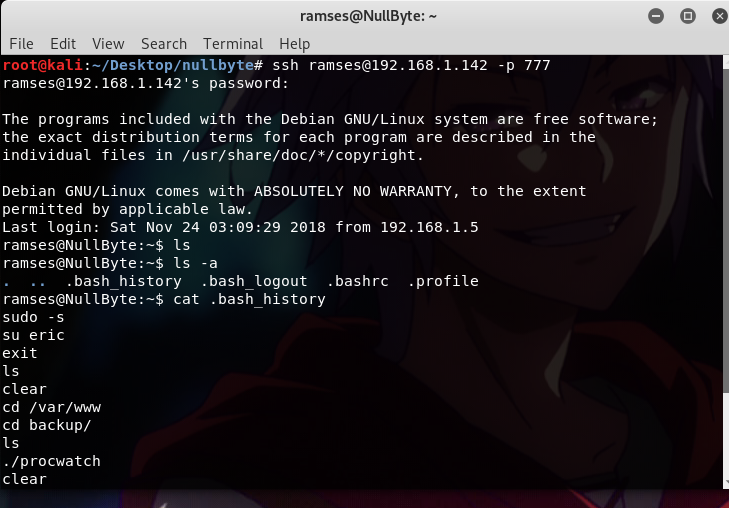 ramses@NullByte: ~
File Edit View Search Terminal Help
root@kali:~/Desktop/nullbyte# ssh ramses@192.168.1.142 -p 777
ramses@192.168.1.142's password:
The programs included with the Debian GNU/Linux system are free software;
the exact distribution terms for each program are described in the
individual files in /usr/share/doc/*/copyright.
Debian GNU/Linux comes with ABSOLUTELY NO WARRANTY, to the extent
permitted by applicable law.
Last login: Sat Nov 24 03:09:29 2018 from 192.168.1.5
ramses@NullByte:~$ ls
ramses@NullByte:~$ ls -a
. .. .bash_history .bash_logout .bashrc .profile
ramses@NullByte:~$ cat .bash_history
sudo -s
su eric
exit
ls
clear
cd /var/www
cd backup/
ls
./procwatch
clear